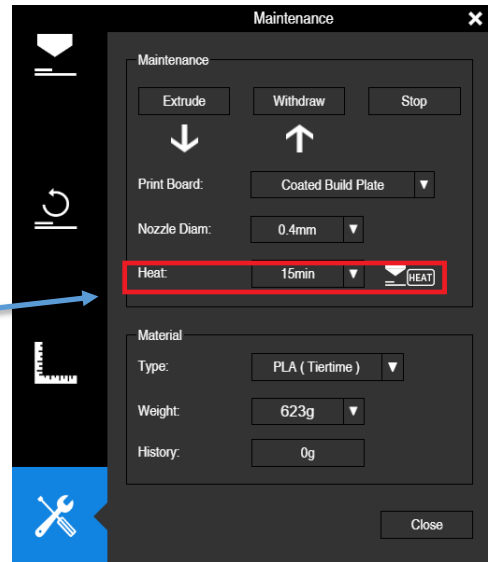 Maintenance
Maintenance
Extrude Withdraw Stop
Print Board: Coated Build Plate
Nozzle Diam: 0.4mm
Heat: 15min HEAT
Material
Type: PLA ( Tiertime )
Weight: 623g
History: 0g
Close